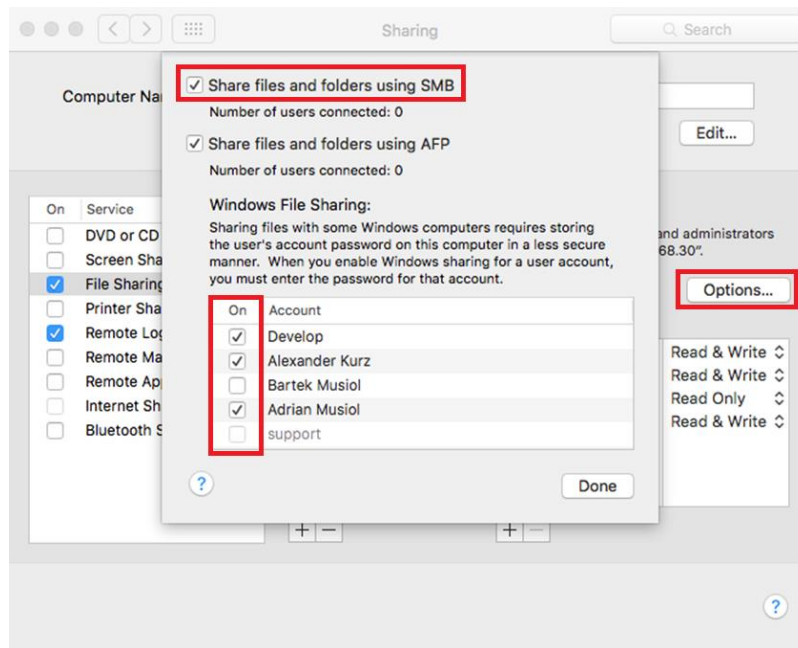 Sharing
Search
Computer Na
Edit...
Share files and folders using SMB
Number of users connected: 0
Share files and folders using AFP
Number of users connected: 0
Windows File Sharing:
Sharing files with some Windows computers requires storing
the user's account password on this computer in a less secure
manner. When you enable Windows sharing for a user account,
you must enter the password for that account.
On Account
Develop
Alexander Kurz
Bartek Musiol
Adrian Musiol
support
? Done
On Service
DVD or CD
Screen Sha
File Sharing
Printer Sha
Remote Log
Remote Ma
Remote Ap
Internet Sh
Bluetooth S
and administrators
68.30".
Options...
Read & Write
Read & Write
Read Only
Read & Write
+ −
+ −
?